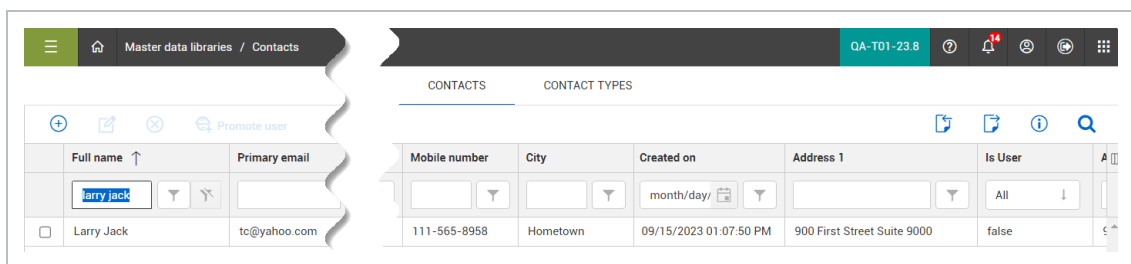 Master data libraries / Contacts QA-T01-23.8 14
CONTACTS CONTACT TYPES
Promote user
Full name Primary email Mobile number City Created on Address 1 Is User
larry jack month/day/ All
Larry Jack tc@yahoo.com 111-565-8958 Hometown 09/15/2023 01:07:50 PM 900 First Street Suite 9000 false